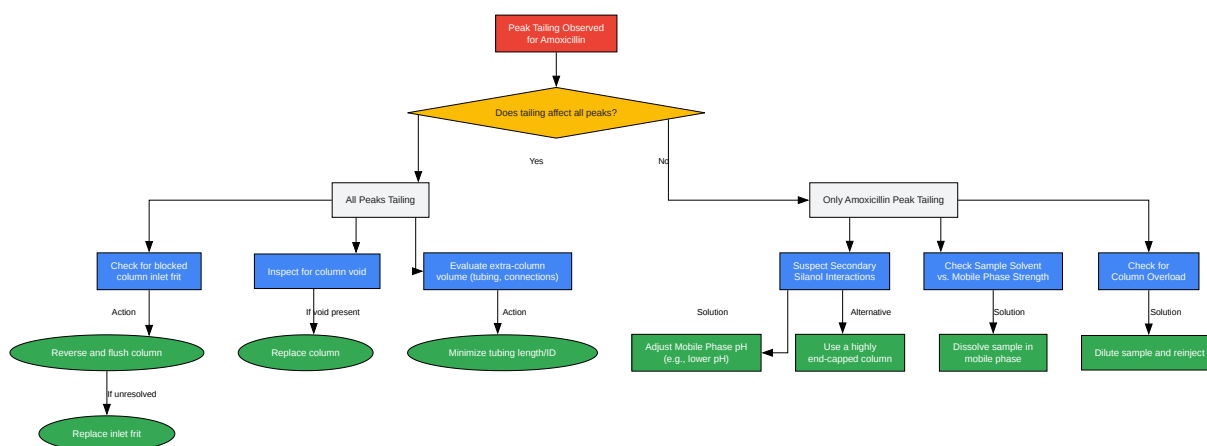 Peak Tailing Observed
for Amoxicillin
Does tailing affect all peaks?
Yes
No
All Peaks Tailing
Only Amoxicillin Peak Tailing
Check for blocked
column inlet frit
Inspect for column void
Evaluate extra-column
volume (tubing, connections)
Suspect Secondary
Silanol Interactions
Check Sample Solvent
vs. Mobile Phase Strength
Check for
Column Overload
Action
If void present
Action
Solution
Alternative
Solution
Solution
Reverse and flush column
Replace column
Minimize tubing length/ID
Adjust Mobile Phase pH
(e.g., lower pH)
Use a highly
end-capped column
Dissolve sample in
mobile phase
Dilute sample and reinject
If unresolved
Replace inlet frit